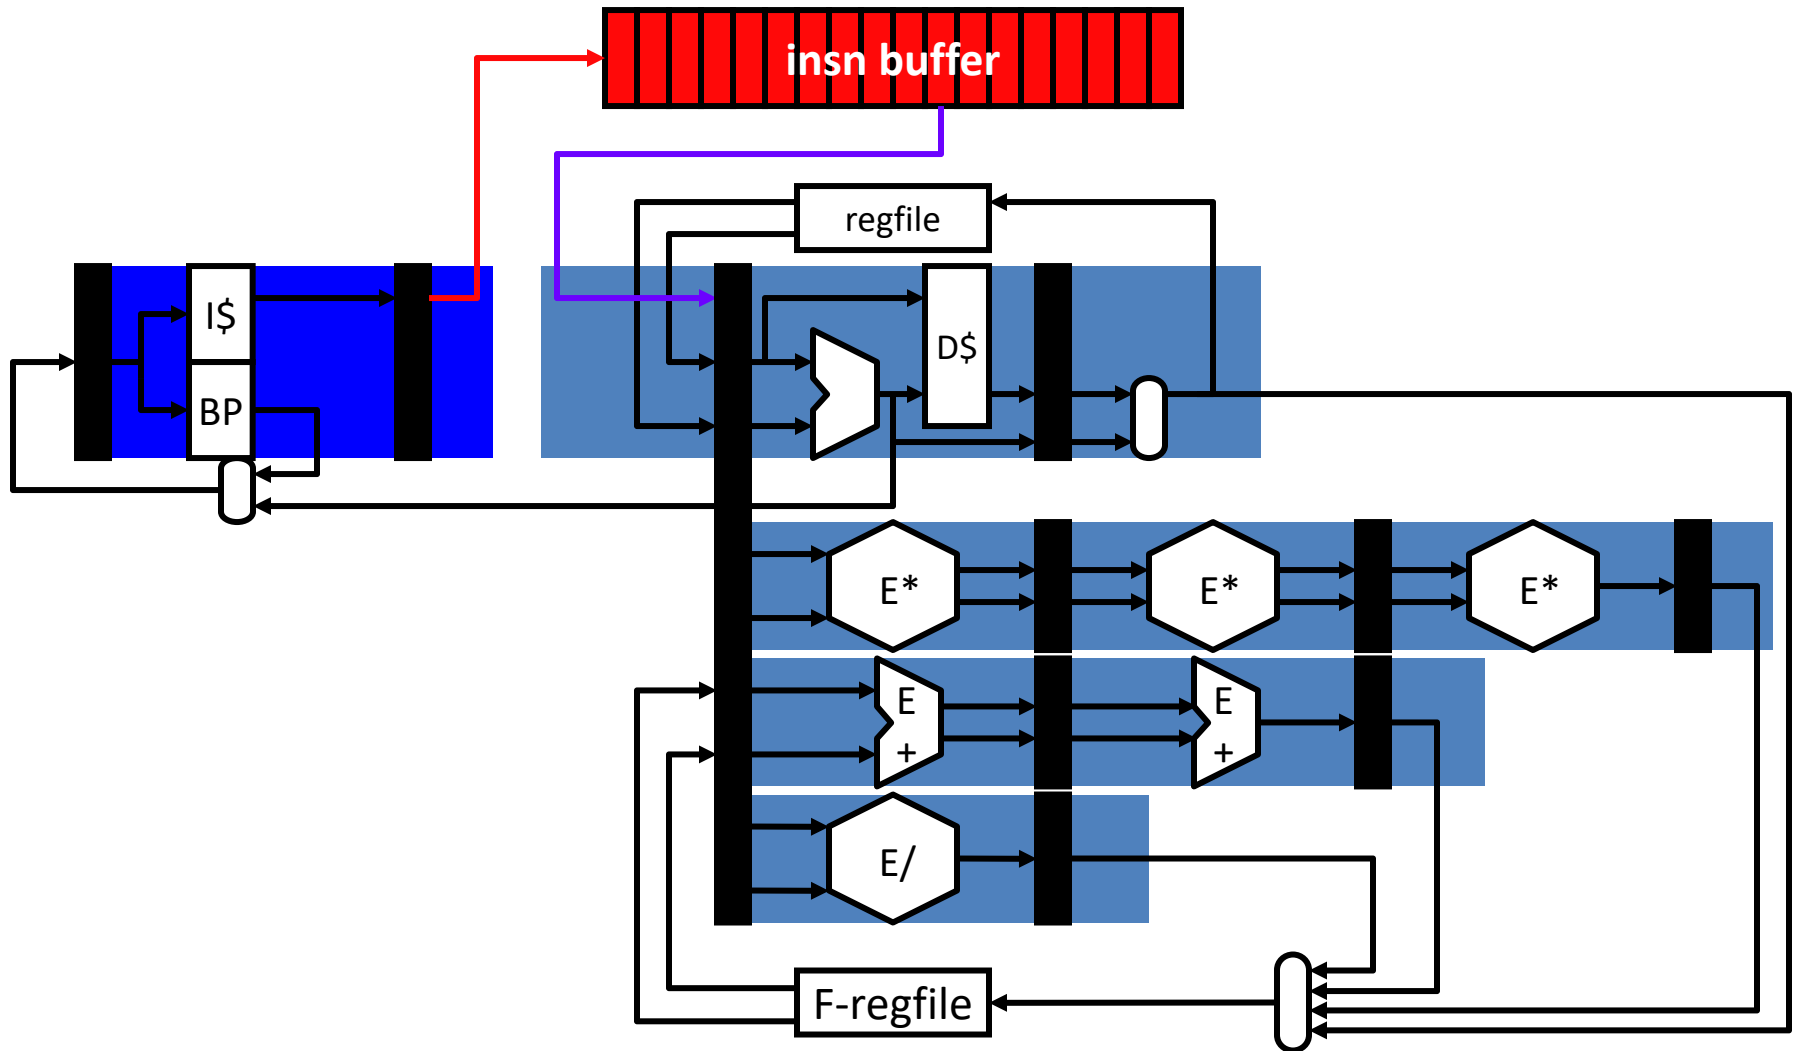 insn buffer
regfile
I$
BP
D$
E*
E*
E*
E
+
E
+
E/
F-regfile